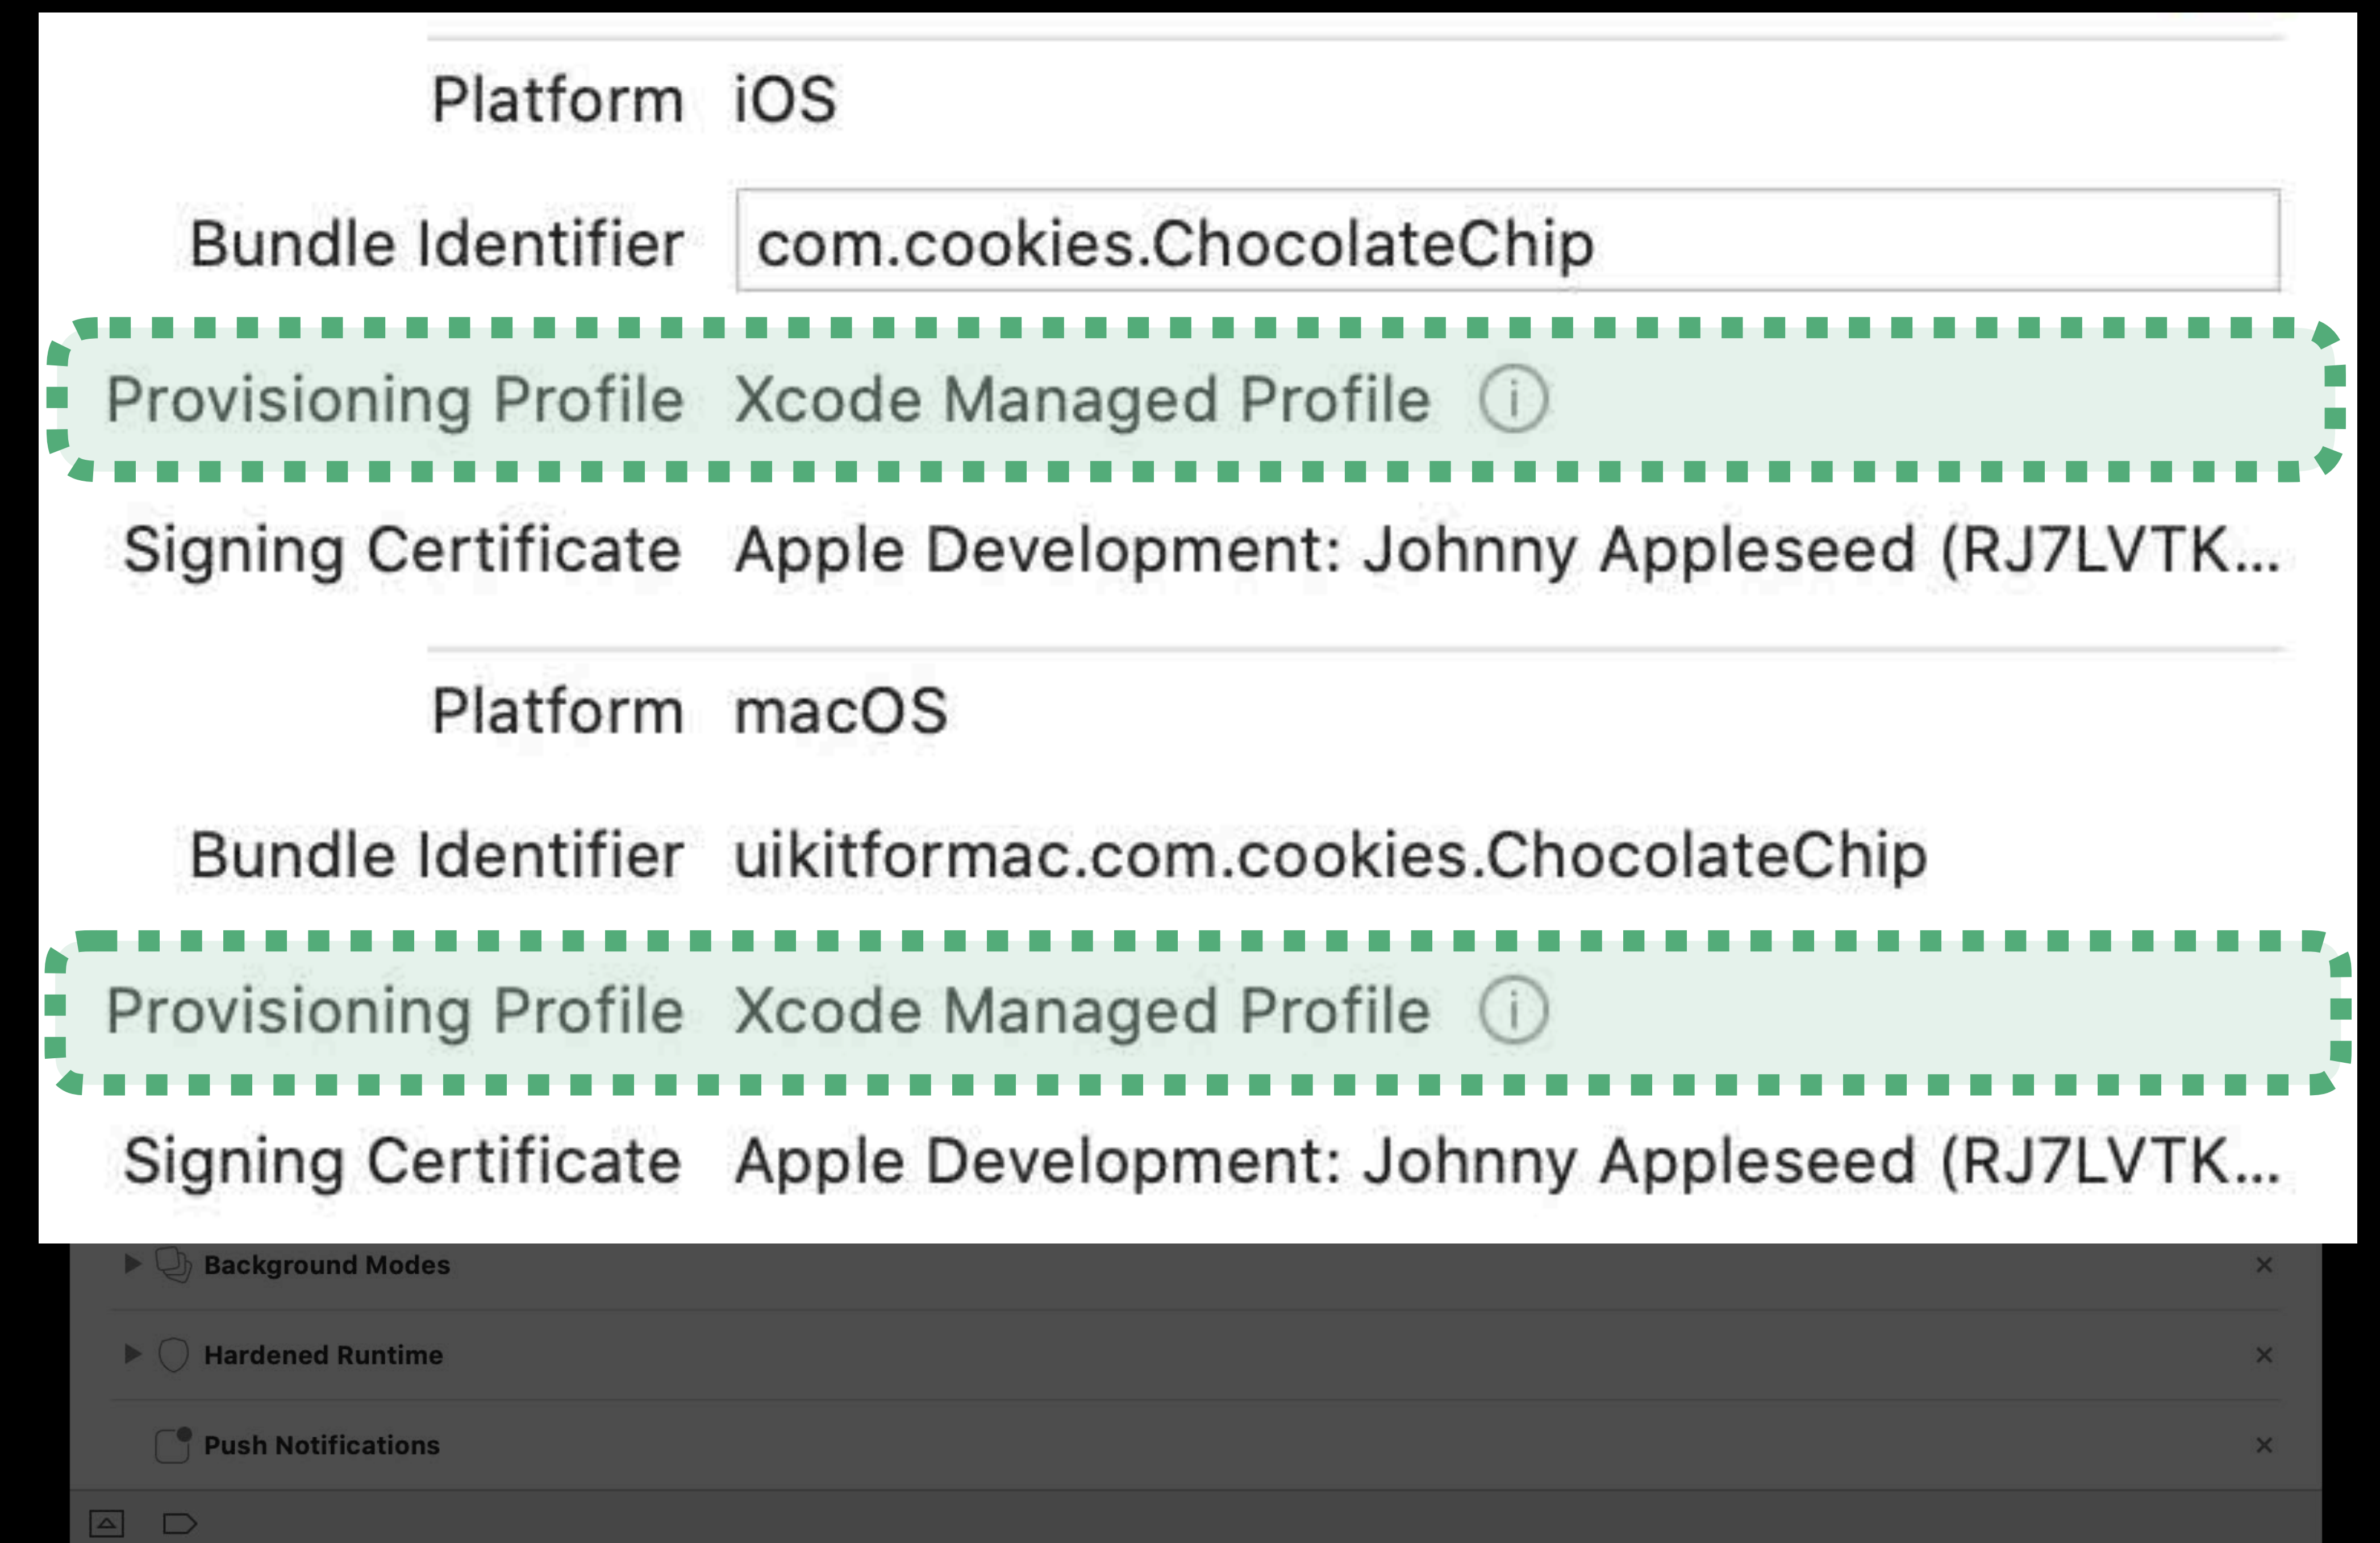 Platform iOS
Bundle Identifier com.cookies.ChocolateChip
Provisioning Profile Xcode Managed Profile
Signing Certificate Apple Development: Johnny Appleseed (RJ7LVTK...
Platform macOS
Bundle Identifier uikitformac.com.cookies.ChocolateChip
Provisioning Profile Xcode Managed Profile
Signing Certificate Apple Development: Johnny Appleseed (RJ7LVTK...
Background Modes
Hardened Runtime
Push Notifications